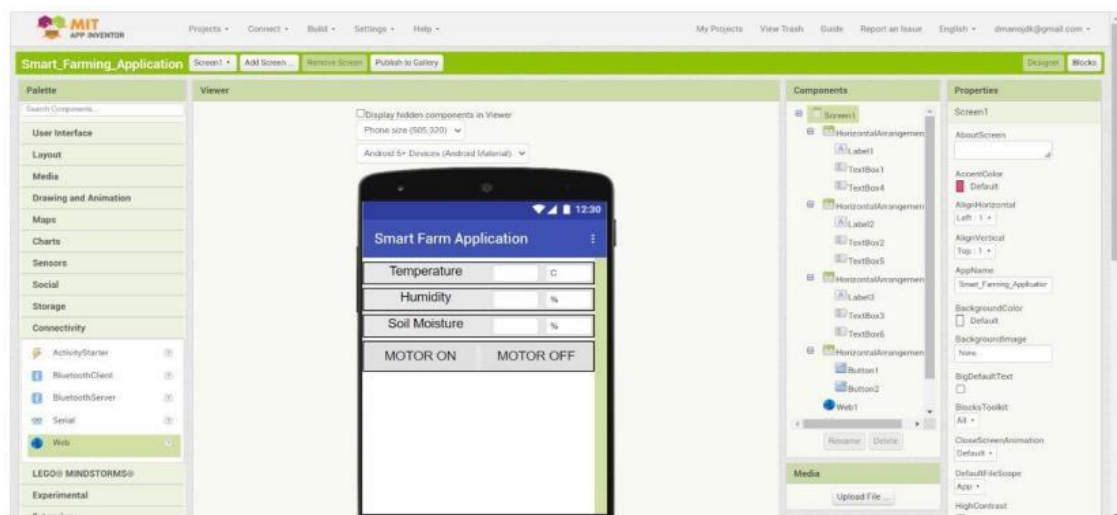 MIT
APP INVENTOR
Projects Connect Build Settings Help
My Projects View Trash Guide Report an Issue English dmanojdk@gmail.com
Smart_Farming_Application Screen1 Add Screen ... Remove Screen Publish to Gallery
Designer Blocks
Palette
Search Components...
User Interface
Layout
Media
Drawing and Animation
Maps
Charts
Sensors
Social
Storage
Connectivity
ActivityStarter
BluetoothClient
BluetoothServer
Serial
Web
LEGO® MINDSTORMS®
Experimental
Viewer
Display hidden components in Viewer
Phone size (505,320)
Android 5+ Devices (Android Material)
12:30
Smart Farm Application
Temperature C
Humidity %
Soil Moisture %
MOTOR ON MOTOR OFF
Components
Screen1
HorizontalArrangemen
Label1
TextBox1
TextBox4
HorizontalArrangemen
Label2
TextBox2
TextBox5
HorizontalArrangemen
Label3
TextBox3
TextBox6
HorizontalArrangemen
Button1
Button2
Web1
Rename Delete
Media
Upload File ...
Properties
Screen1
AboutScreen
AccentColor
Default
AlignHorizontal
Left : 1
AlignVertical
Top : 1
AppName
Smart_Farming_Applicatior
BackgroundColor
Default
BackgroundImage
None...
BigDefaultText
BlocksToolkit
All
CloseScreenAnimation
Default
DefaultFileScope
App
HighContrast